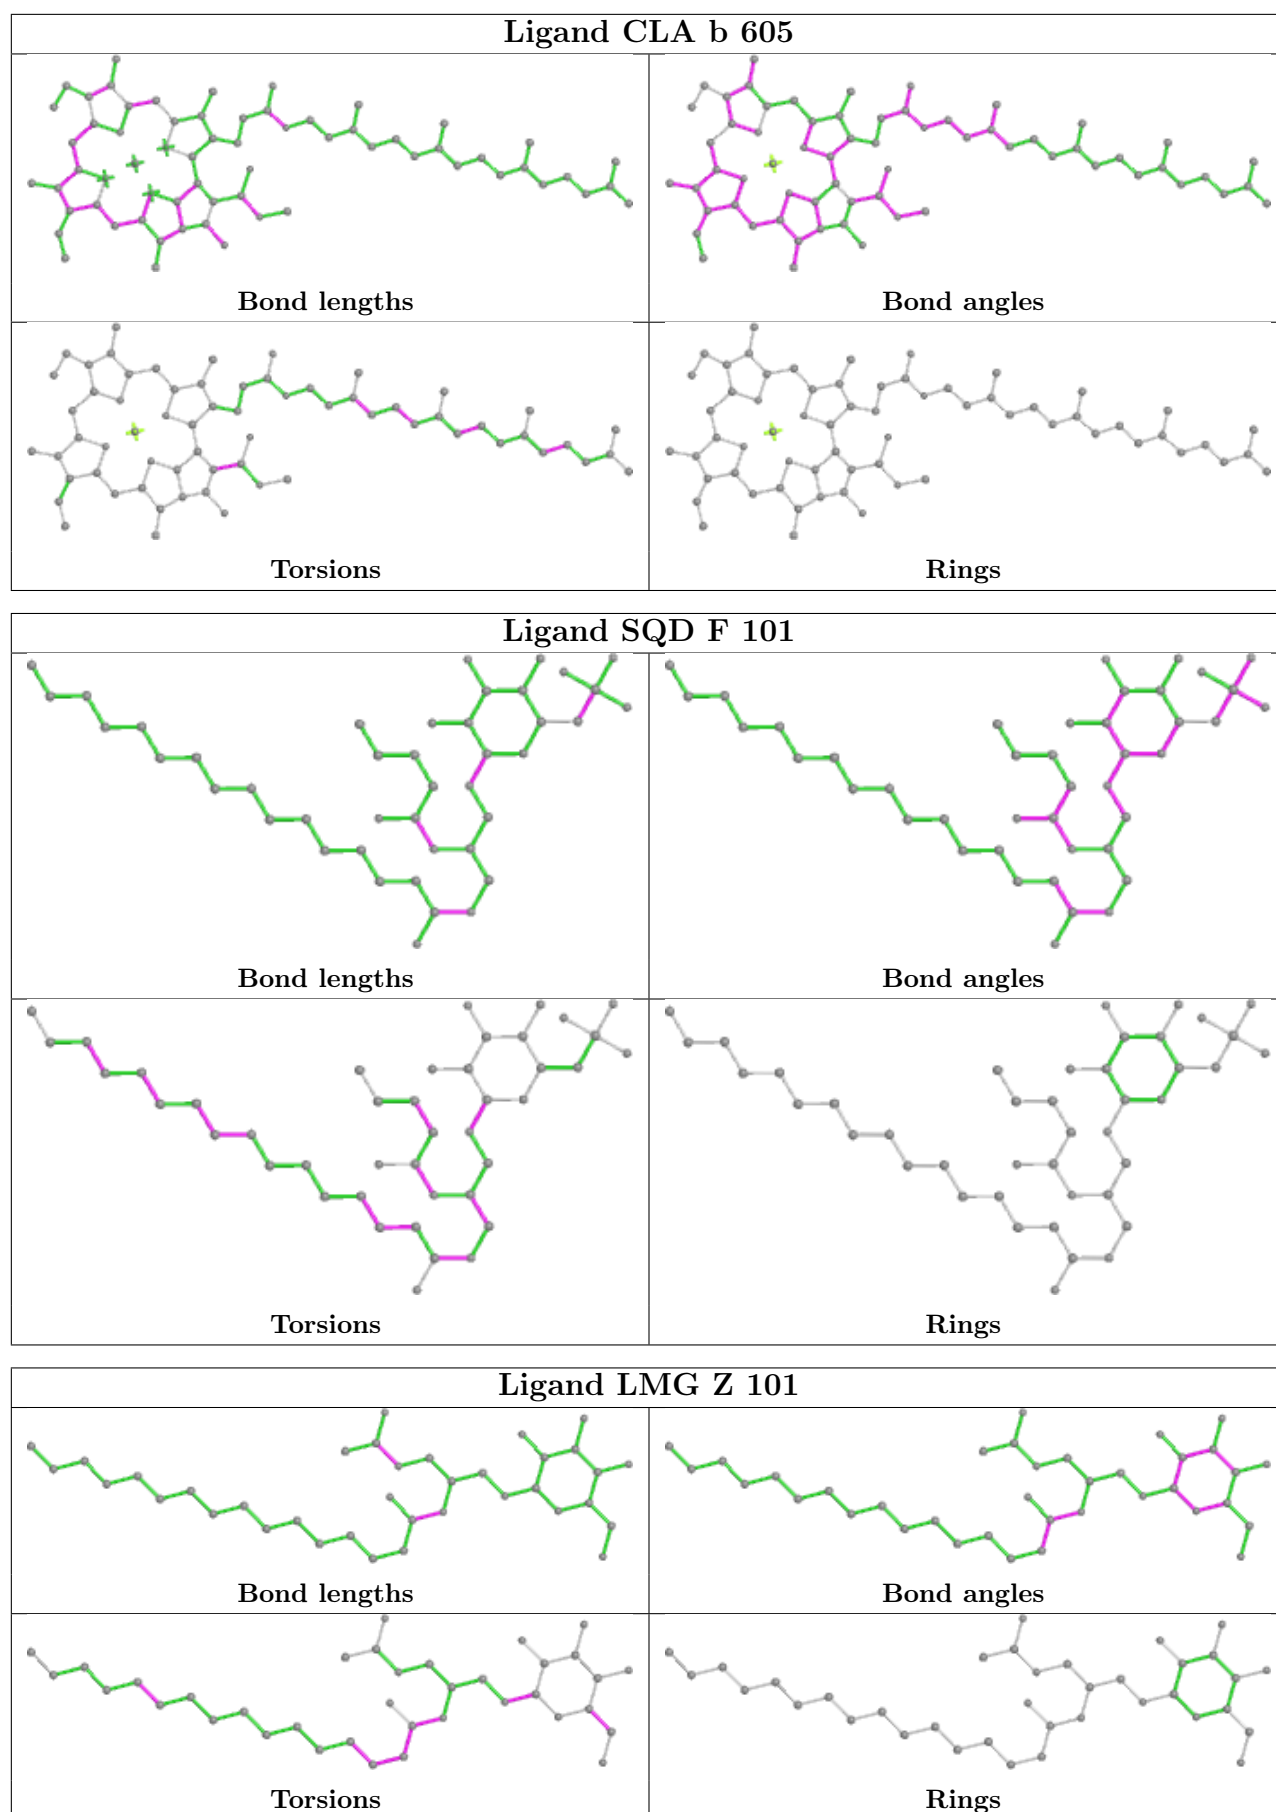 Ligand CLA b 605
Bond lengths
Bond angles
Torsions
Rings
Ligand SQD F 101
Bond lengths
Bond angles
Torsions
Rings
Ligand LMG Z 101
Bond lengths
Bond angles
Torsions
Rings